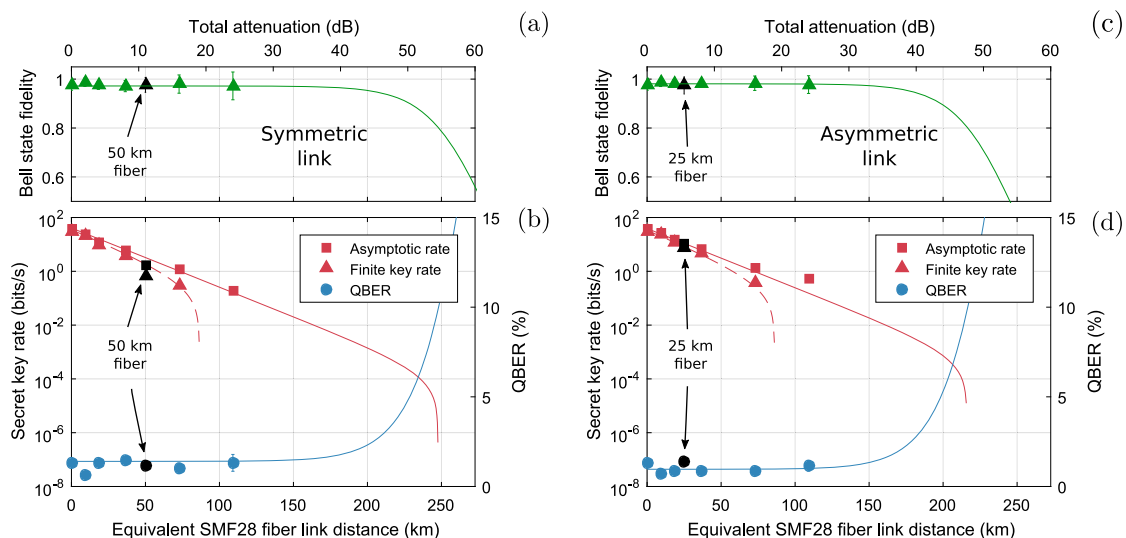 Total attenuation (dB)
(a)
0 10 20 30 40 50 60
1
0.8
0.6
Bell state fidelity
50 km
fiber
Symmetric
link
(b)
10^2
10^0
10^-2
10^-4
10^-6
10^-8
Secret key rate (bits/s)
15
10
5
0
QBER (%)
Asymptotic rate
Finite key rate
QBER
50 km
fiber
0 50 100 150 200 250
Equivalent SMF28 fiber link distance (km)
Total attenuation (dB)
(c)
0 10 20 30 40 50 60
1
0.8
0.6
Bell state fidelity
25 km
fiber
Asymmetric
link
(d)
10^2
10^0
10^-2
10^-4
10^-6
10^-8
Secret key rate (bits/s)
15
10
5
0
QBER (%)
Asymptotic rate
Finite key rate
QBER
25 km
fiber
0 50 100 150 200 250
Equivalent SMF28 fiber link distance (km)